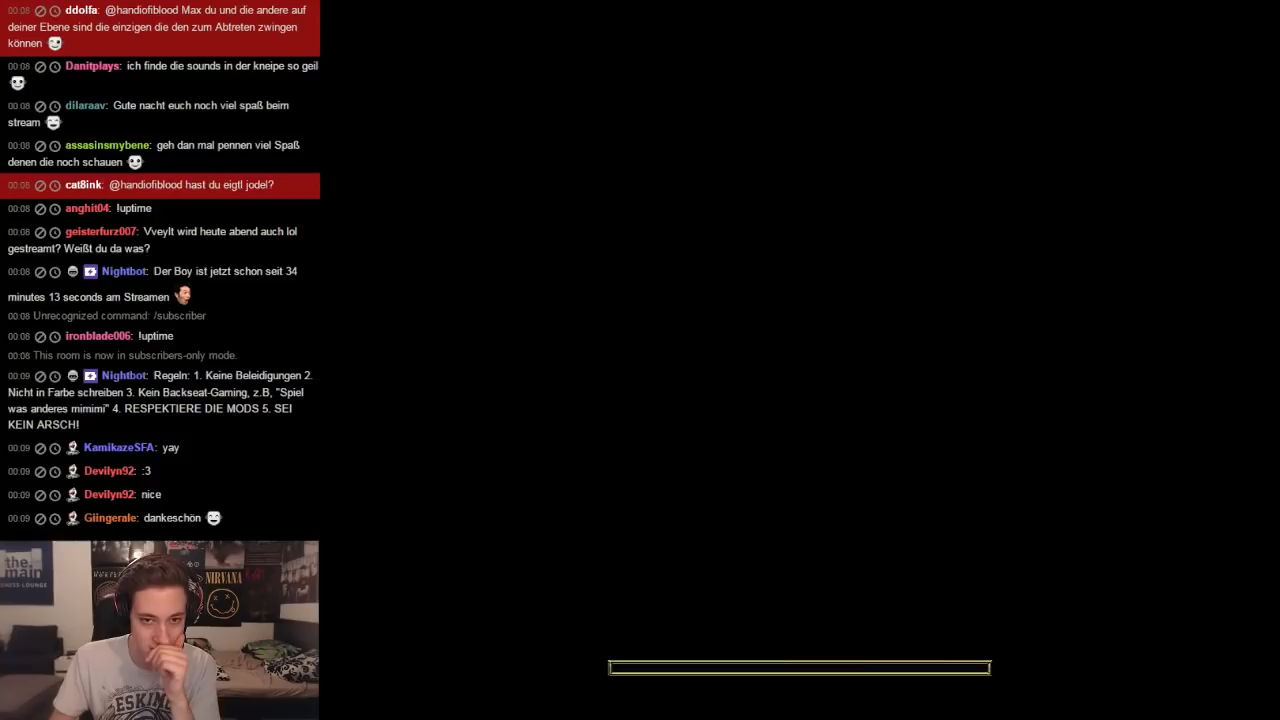 00:08 ddolfa: @handiofiblood Max du und die andere auf
deiner Ebene sind die einzigen die den zum Abtreten zwingen
können
00:08 Danitplays: ich finde die sounds in der kneipe so geil
00:08 dilaraav: Gute nacht euch noch viel spaß beim
stream
00:08 assasinsmybene: geh dan mal pennen viel Spaß
denen die noch schauen
00:08 cat8ink: @handiofiblood hast du eigtl jodel?
00:08 anghit04: !uptime
00:08 geisterfurz007: Vveylt wird heute abend auch lol
gestreamt? Weißt du da was?
00:08 Nightbot: Der Boy ist jetzt schon seit 34
minutes 13 seconds am Streamen
00:08 Unrecognized command: /subscriber
00:08 ironblade006: !uptime
00:08 This room is now in subscribers-only mode.
00:09 Nightbot: Regeln: 1. Keine Beleidigungen 2.
Nicht in Farbe schreiben 3. Kein Backseat-Gaming, z.B, "Spiel
was anderes mimimi" 4. RESPEKTIERE DIE MODS 5. SEI
KEIN ARSCH!
00:09 KamikazeSFA: yay
00:09 Devilyn92: :3
00:09 Devilyn92: nice
00:09 Giingerale: dankeschön
the
main
LOUNGE
NIRVANA
ESKIM